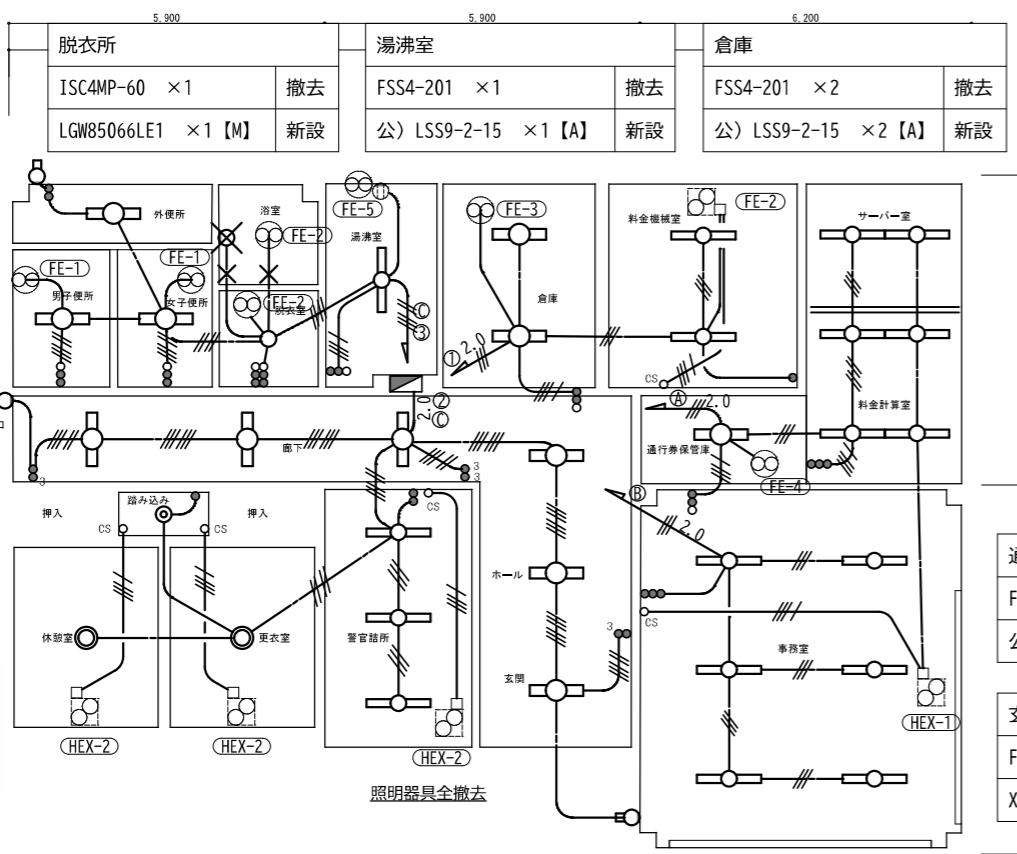 5,900 5,900 6,200
脱衣所
ISC4MP-60 ×1 撤去
LGW85066LE1 ×1【M】 新設
湯沸室
FSS4-201 ×1 撤去
公）LSS9-2-15 ×1【A】 新設
倉庫
FSS4-201 ×2 撤去
公）LSS9-2-15 ×2【A】 新設
外便所
浴室
FE-2
FE-5
湯沸室
FE-3
料金機械室
FE-2
サーバー室
FE-1
男子便所
FE-1
女子便所
FE-2
脱衣所
C
3
倉庫
① 2.0
CS
2.0 ② C
A 2.0
通行券保管庫
FE-4
料金計算室
廊下
3
3
押入
踏み込み
押入
CS
CS
CS
B
2.0
ホール
休憩室
更衣室
警官詰所
3
CS
事務室
玄関
HEX-2
HEX-2
HEX-2
HEX-1
照明器具全撤去
F
公
F
X